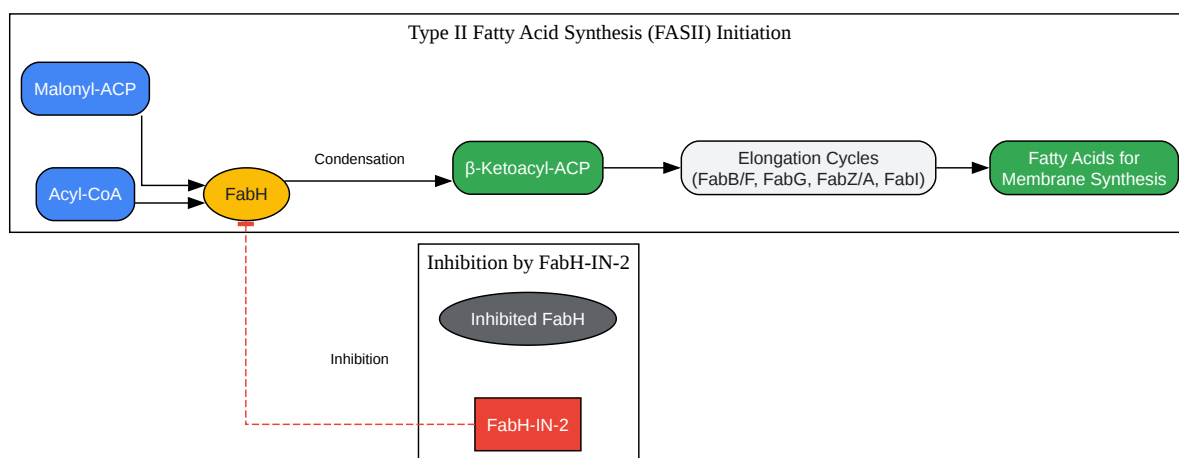 Type II Fatty Acid Synthesis (FASII) Initiation
Malonyl-ACP
Acyl-CoA
FabH
Condensation
β-Ketoacyl-ACP
Elongation Cycles
(FabB/F, FabG, FabZ/A, FabI)
Fatty Acids for
Membrane Synthesis
Inhibition by FabH-IN-2
Inhibited FabH
Inhibition
FabH-IN-2